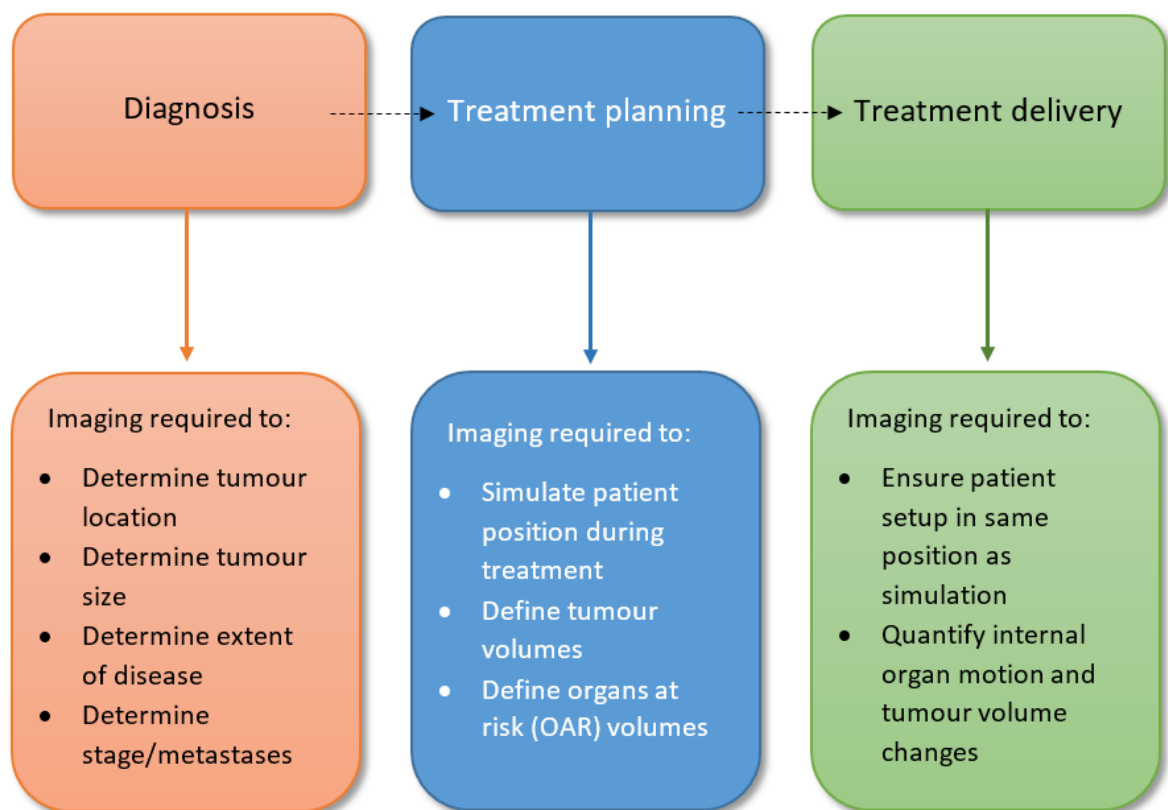 Diagnosis
Treatment planning
Treatment delivery
Imaging required to:
• Determine tumour
location
• Determine tumour
size
• Determine extent
of disease
• Determine
stage/metastases
Imaging required to:
• Simulate patient
position during
treatment
• Define tumour
volumes
• Define organs at
risk (OAR) volumes
Imaging required to:
• Ensure patient
setup in same
position as
simulation
• Quantify internal
organ motion and
tumour volume
changes